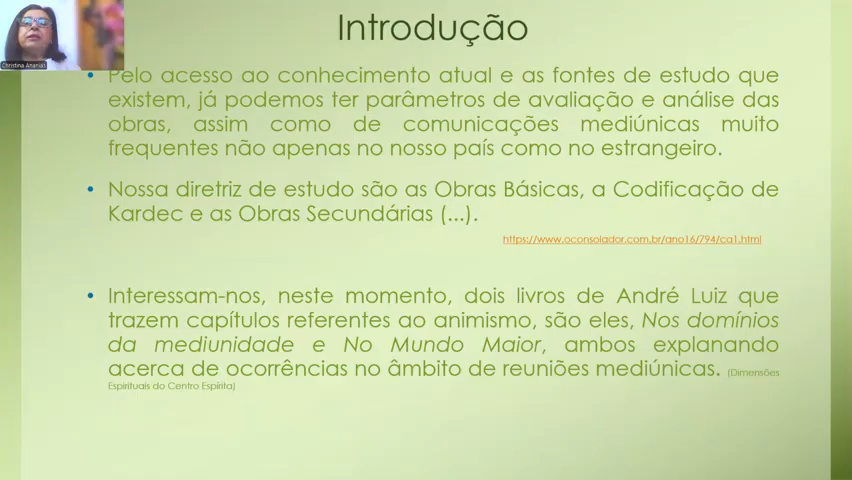 Introdução
Christina Ananias
• Pelo acesso ao conhecimento atual e as fontes de estudo que
existem, já podemos ter parâmetros de avaliação e análise das
obras, assim como de comunicações mediúnicas muito
frequentes não apenas no nosso país como no estrangeiro.
• Nossa diretriz de estudo são as Obras Básicas, a Codificação de
Kardec e as Obras Secundárias (...).
https://www.oconsolador.com.br/ano16/794/ca1.html
• Interessam-nos, neste momento, dois livros de André Luiz que
trazem capítulos referentes ao animismo, são eles, Nos domínios
da mediunidade e No Mundo Maior, ambos explanando
acerca de ocorrências no âmbito de reuniões mediúnicas. (Dimensões
Espirituais do Centro Espírita)